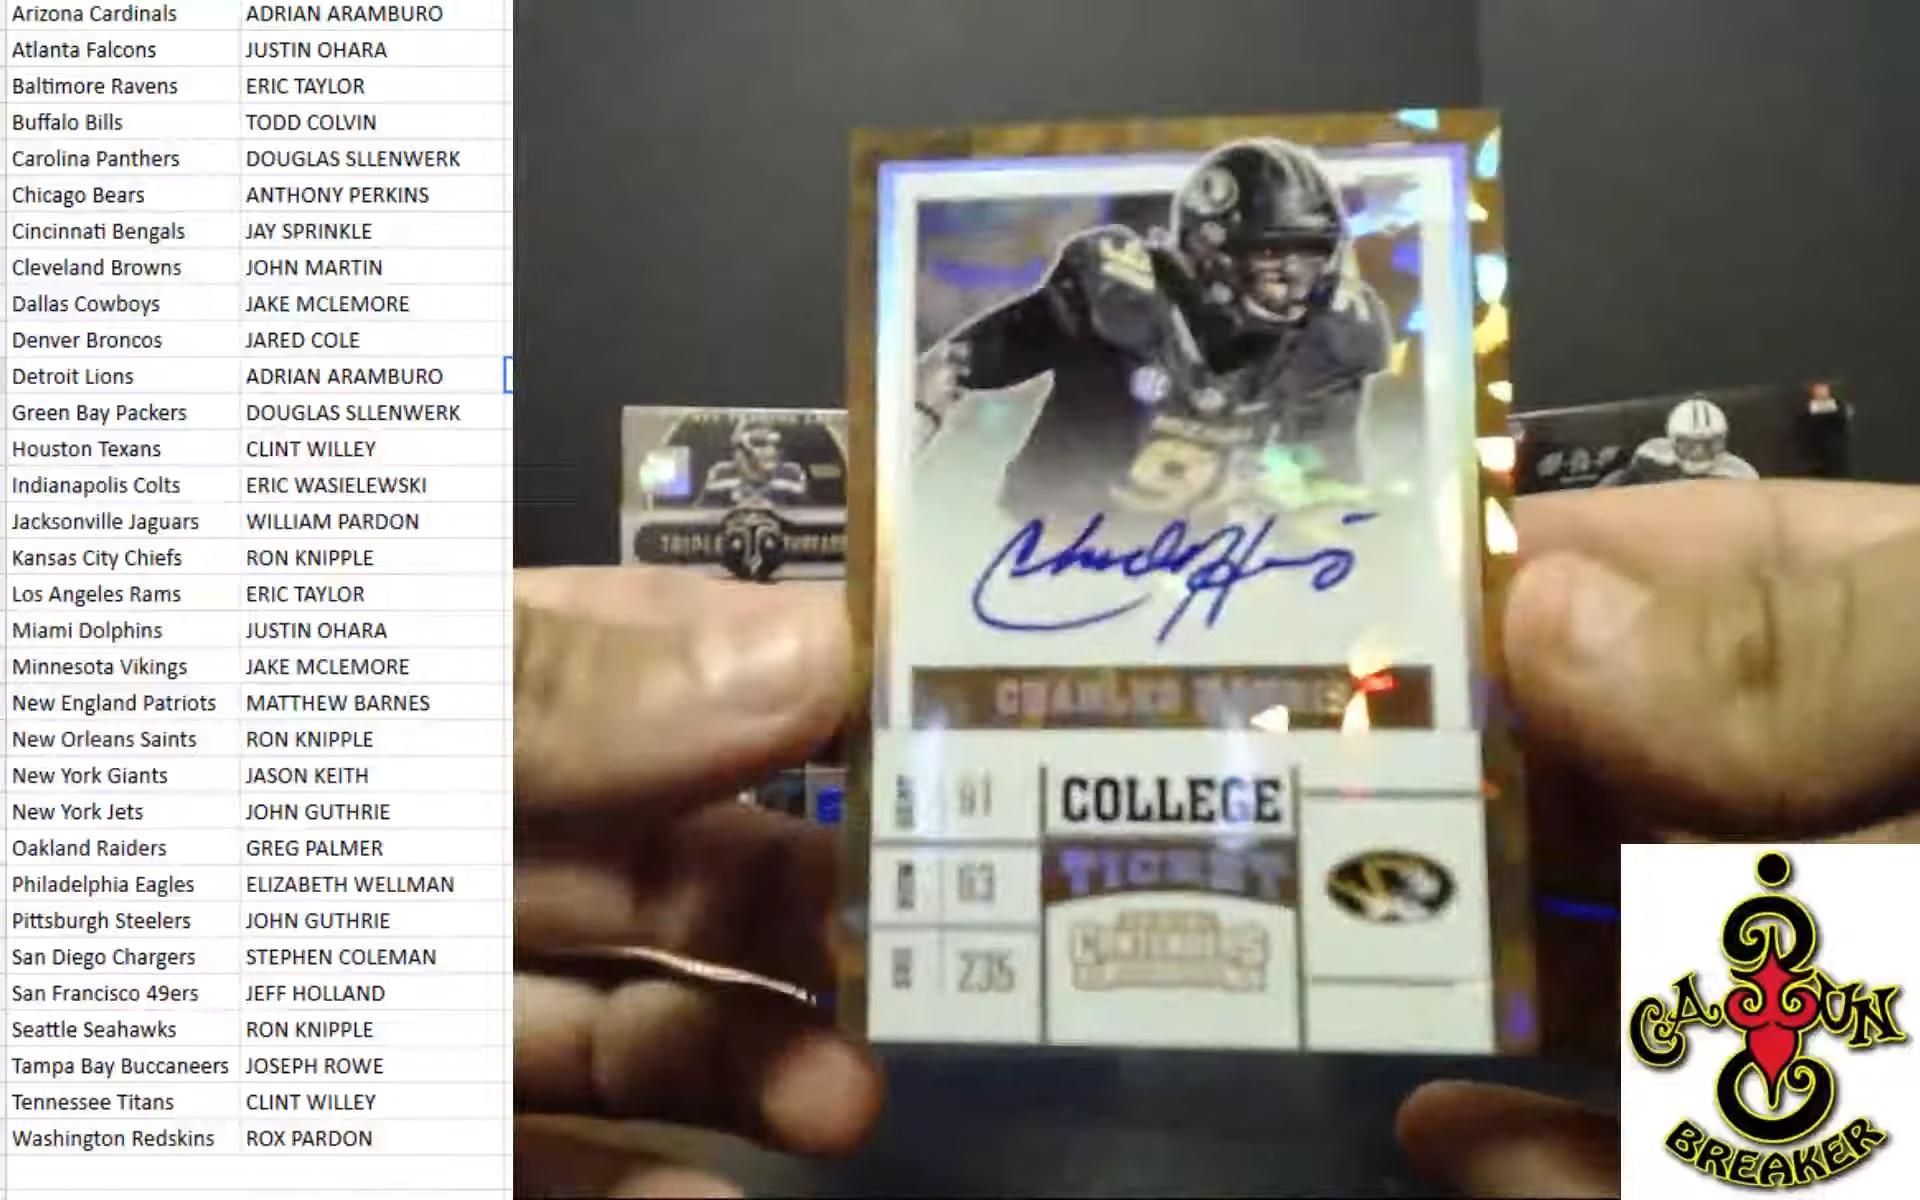 Arizona Cardinals ADRIAN ARAMBURO
Atlanta Falcons JUSTIN OHARA
Baltimore Ravens ERIC TAYLOR
Buffalo Bills TODD COLVIN
Carolina Panthers DOUGLAS SLLENWERK
Chicago Bears ANTHONY PERKINS
Cincinnati Bengals JAY SPRINKLE
Cleveland Browns JOHN MARTIN
Dallas Cowboys JAKE MCLEMORE
Denver Broncos JARED COLE
Detroit Lions ADRIAN ARAMBURO
Green Bay Packers DOUGLAS SLLENWERK
Houston Texans CLINT WILLEY
Indianapolis Colts ERIC WASIELEWSKI
Jacksonville Jaguars WILLIAM PARDON
Kansas City Chiefs RON KNIPPLE
Los Angeles Rams ERIC TAYLOR
Miami Dolphins JUSTIN OHARA
Minnesota Vikings JAKE MCLEMORE
New England Patriots MATTHEW BARNES
New Orleans Saints RON KNIPPLE
New York Giants JASON KEITH
New York Jets JOHN GUTHRIE
Oakland Raiders GREG PALMER
Philadelphia Eagles ELIZABETH WELLMAN
Pittsburgh Steelers JOHN GUTHRIE
San Diego Chargers STEPHEN COLEMAN
San Francisco 49ers JEFF HOLLAND
Seattle Seahawks RON KNIPPLE
Tampa Bay Buccaneers JOSEPH ROWE
Tennessee Titans CLINT WILLEY
Washington Redskins ROX PARDON
TRIPLE THREADS
CHARLES HARRIS
COLLEGE
TICKET
91
63
235
CAJUN
BREAKER